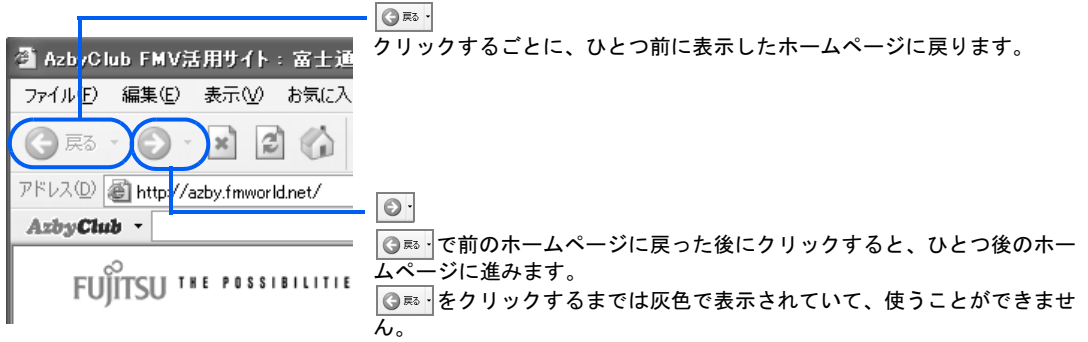 戻る
クリックするごとに、ひとつ前に表示したホームページに戻ります。
AzbyClub FMV活用サイト : 富士通
ファイル(F) 編集(E) 表示(V) お気に入
戻る
アドレス(D) http://azby.fmworld.net/
AzbyClub
FUJITSU THE POSSIBILITIE
戻る で前のホームページに戻った後にクリックすると、ひとつ後のホー
ムページに進みます。
戻る をクリックするまでは灰色で表示されていて、使うことができませ
ん。